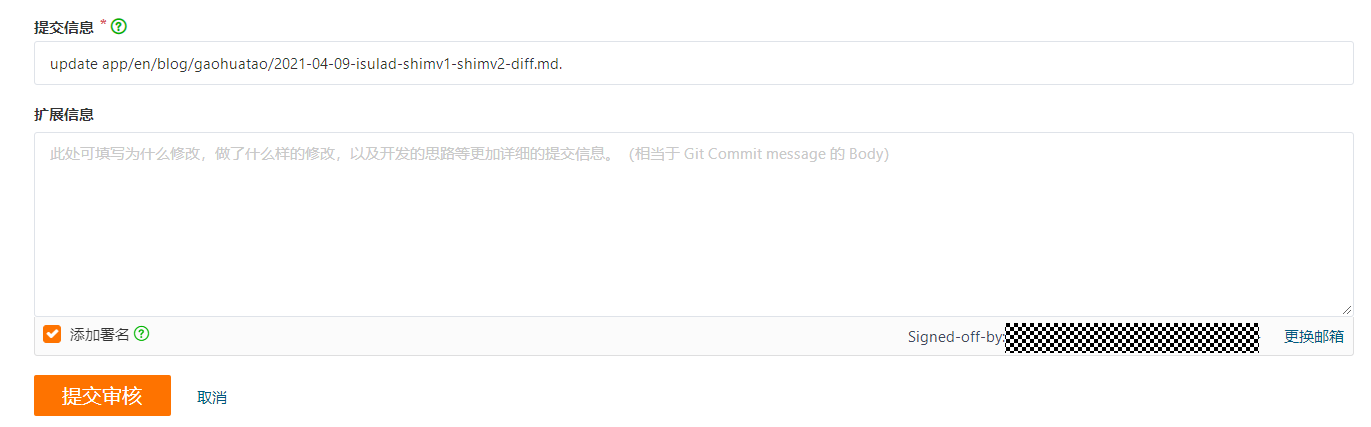 提交信息 *
update app/en/blog/gaohuatao/2021-04-09-isulad-shimv1-shimv2-diff.md.
扩展信息
此处可填写为什么修改，做了什么样的修改，以及开发的思路等更加详细的提交信息。（相当于 Git Commit message 的 Body）
添加署名
Signed-off-by:
更换邮箱
提交审核
取消